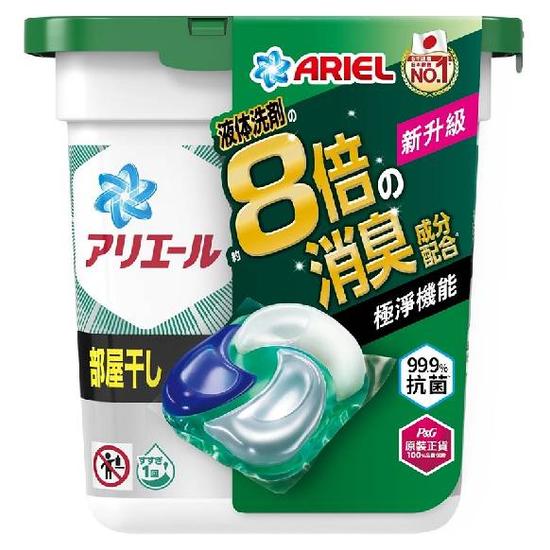 ARIEL
NO.1
新升級
液体洗剤の
約8倍の
消臭
成分
配合
極淨機能
アリエール
部屋干し
99.9%
抗菌
すすぎ
1回
P&G
原裝正貨